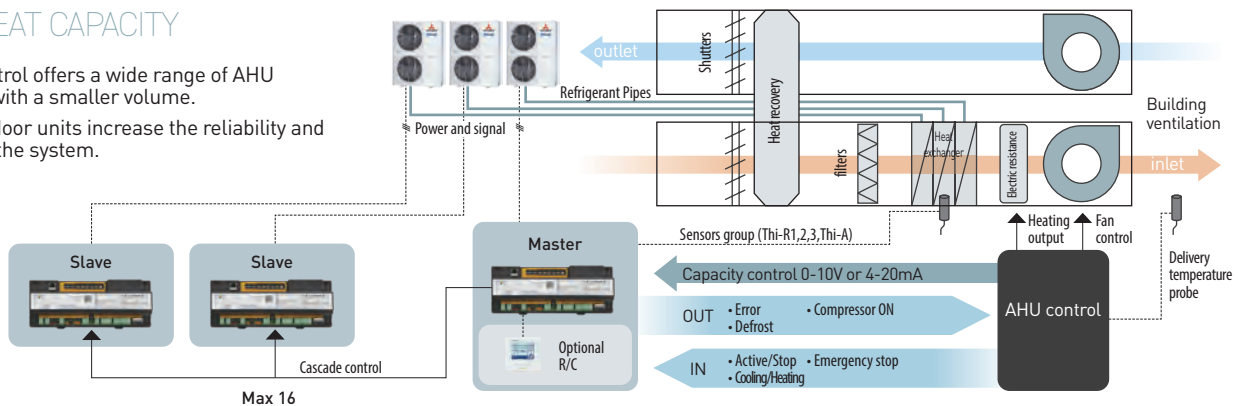 EAT CAPACITY
trol offers a wide range of AHU
with a smaller volume.
loor units increase the reliability and
the system.
outlet
Shutters
Heat recovery
Refrigerant Pipes
Power and signal
Building
ventilation
filters
Heat
exchanger
Electric resistance
inlet
Heating
output
Fan
control
Sensors group (Thi-R1,2,3,Thi-A)
Delivery
temperature
probe
Slave
Slave
Master
Capacity control 0-10V or 4-20mA
AHU control
OUT
• Error
• Compressor ON
• Defrost
Optional
R/C
IN
• Active/Stop
• Emergency stop
• Cooling/Heating
Cascade control
Max 16